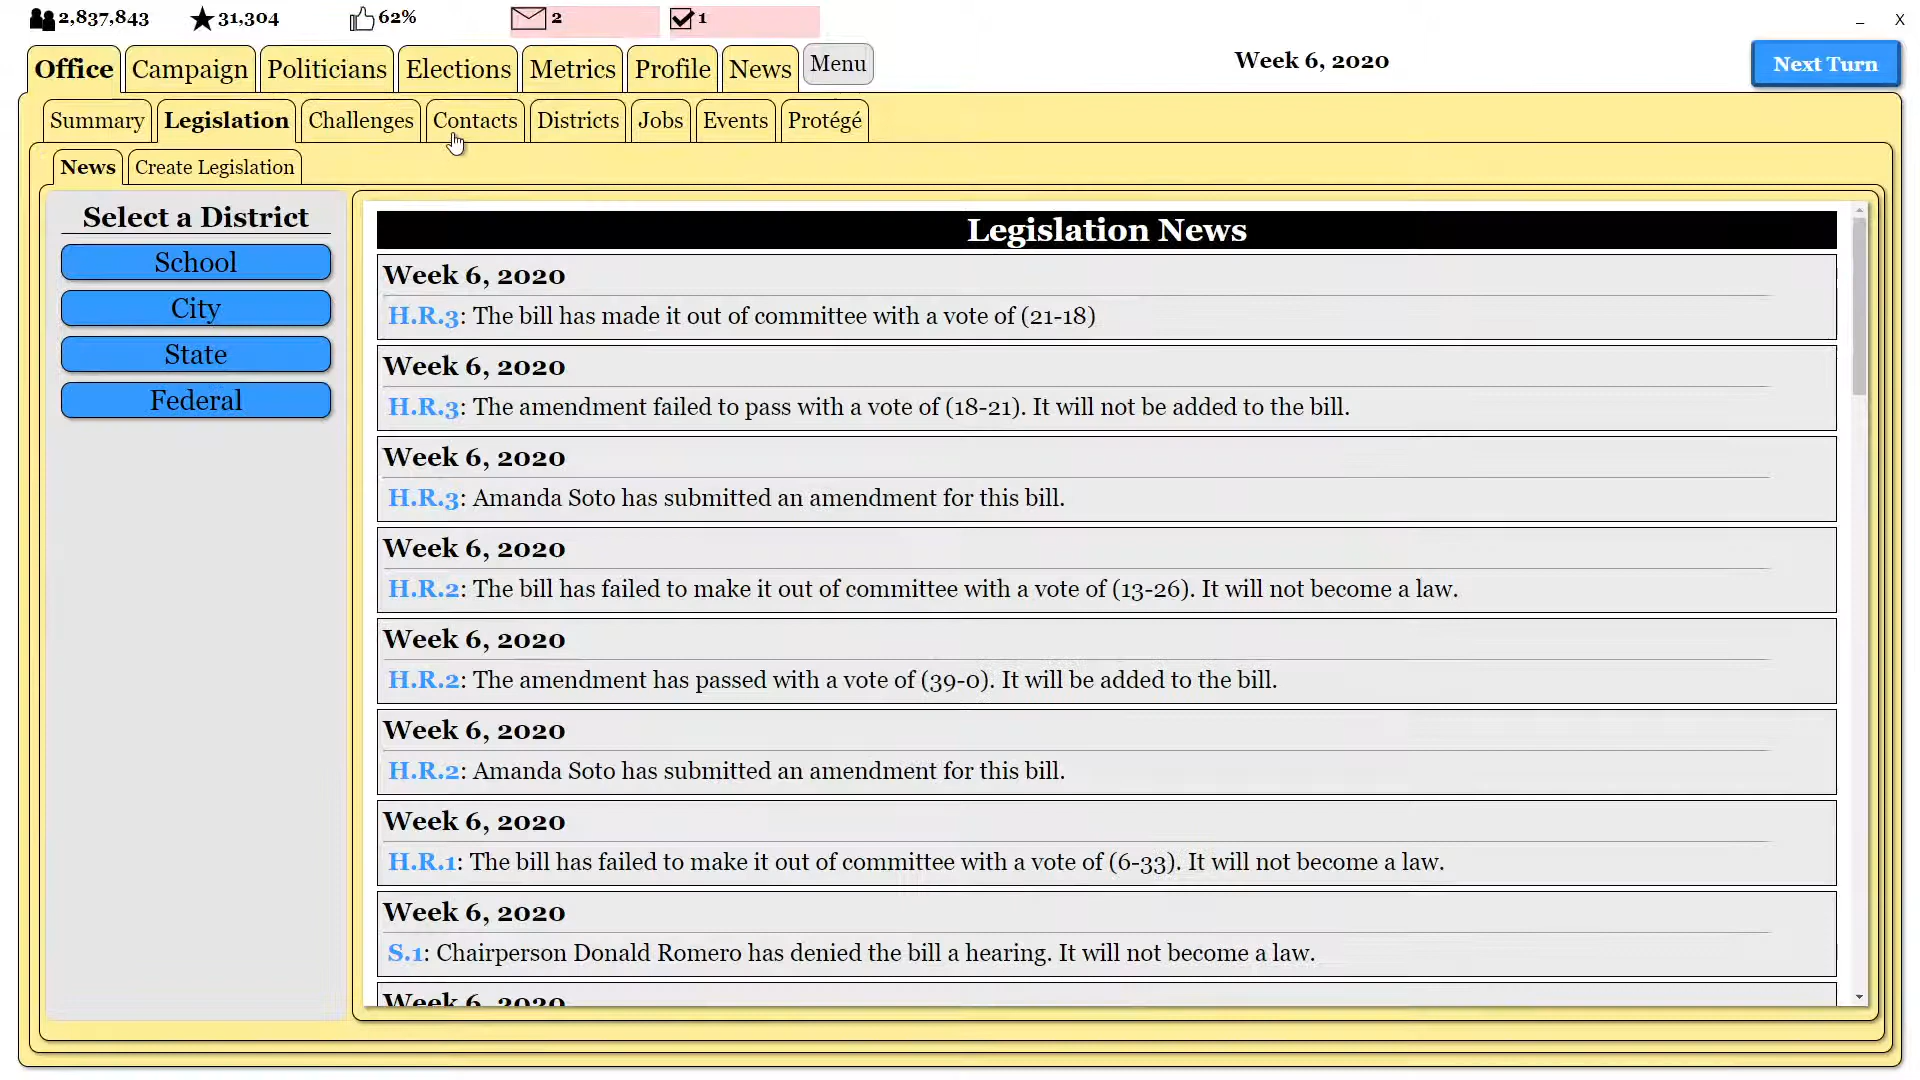 2,837,843 31,304 62% 2 1
Office Campaign Politicians Elections Metrics Profile News Menu
Week 6, 2020
Next Turn
Summary Legislation Challenges Contacts Districts Jobs Events Protégé
News Create Legislation
Select a District
School
City
State
Federal
Legislation News
Week 6, 2020
H.R.3: The bill has made it out of committee with a vote of (21-18)
Week 6, 2020
H.R.3: The amendment failed to pass with a vote of (18-21). It will not be added to the bill.
Week 6, 2020
H.R.3: Amanda Soto has submitted an amendment for this bill.
Week 6, 2020
H.R.2: The bill has failed to make it out of committee with a vote of (13-26). It will not become a law.
Week 6, 2020
H.R.2: The amendment has passed with a vote of (39-0). It will be added to the bill.
Week 6, 2020
H.R.2: Amanda Soto has submitted an amendment for this bill.
Week 6, 2020
H.R.1: The bill has failed to make it out of committee with a vote of (6-33). It will not become a law.
Week 6, 2020
S.1: Chairperson Donald Romero has denied the bill a hearing. It will not become a law.
Week 6, 2020